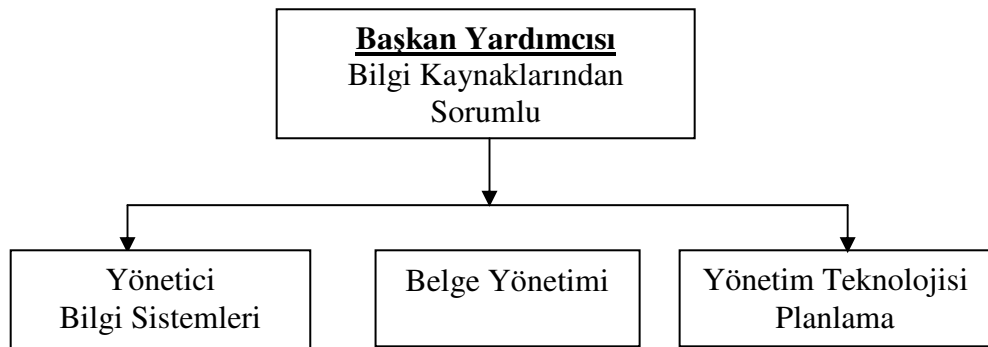 Başkan Yardımcısı
Bilgi Kaynaklarından
Sorumlu
Yönetici
Bilgi Sistemleri
Belge Yönetimi
Yönetim Teknolojisi
Planlama